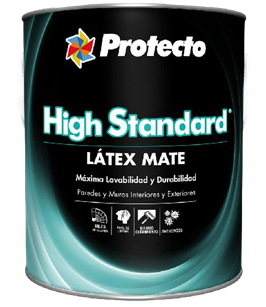 Protecto
High Standard®
LÁTEX MATE
Máxima Lavabilidad y Durabilidad
Paredes y Muros Interiores y Exteriores